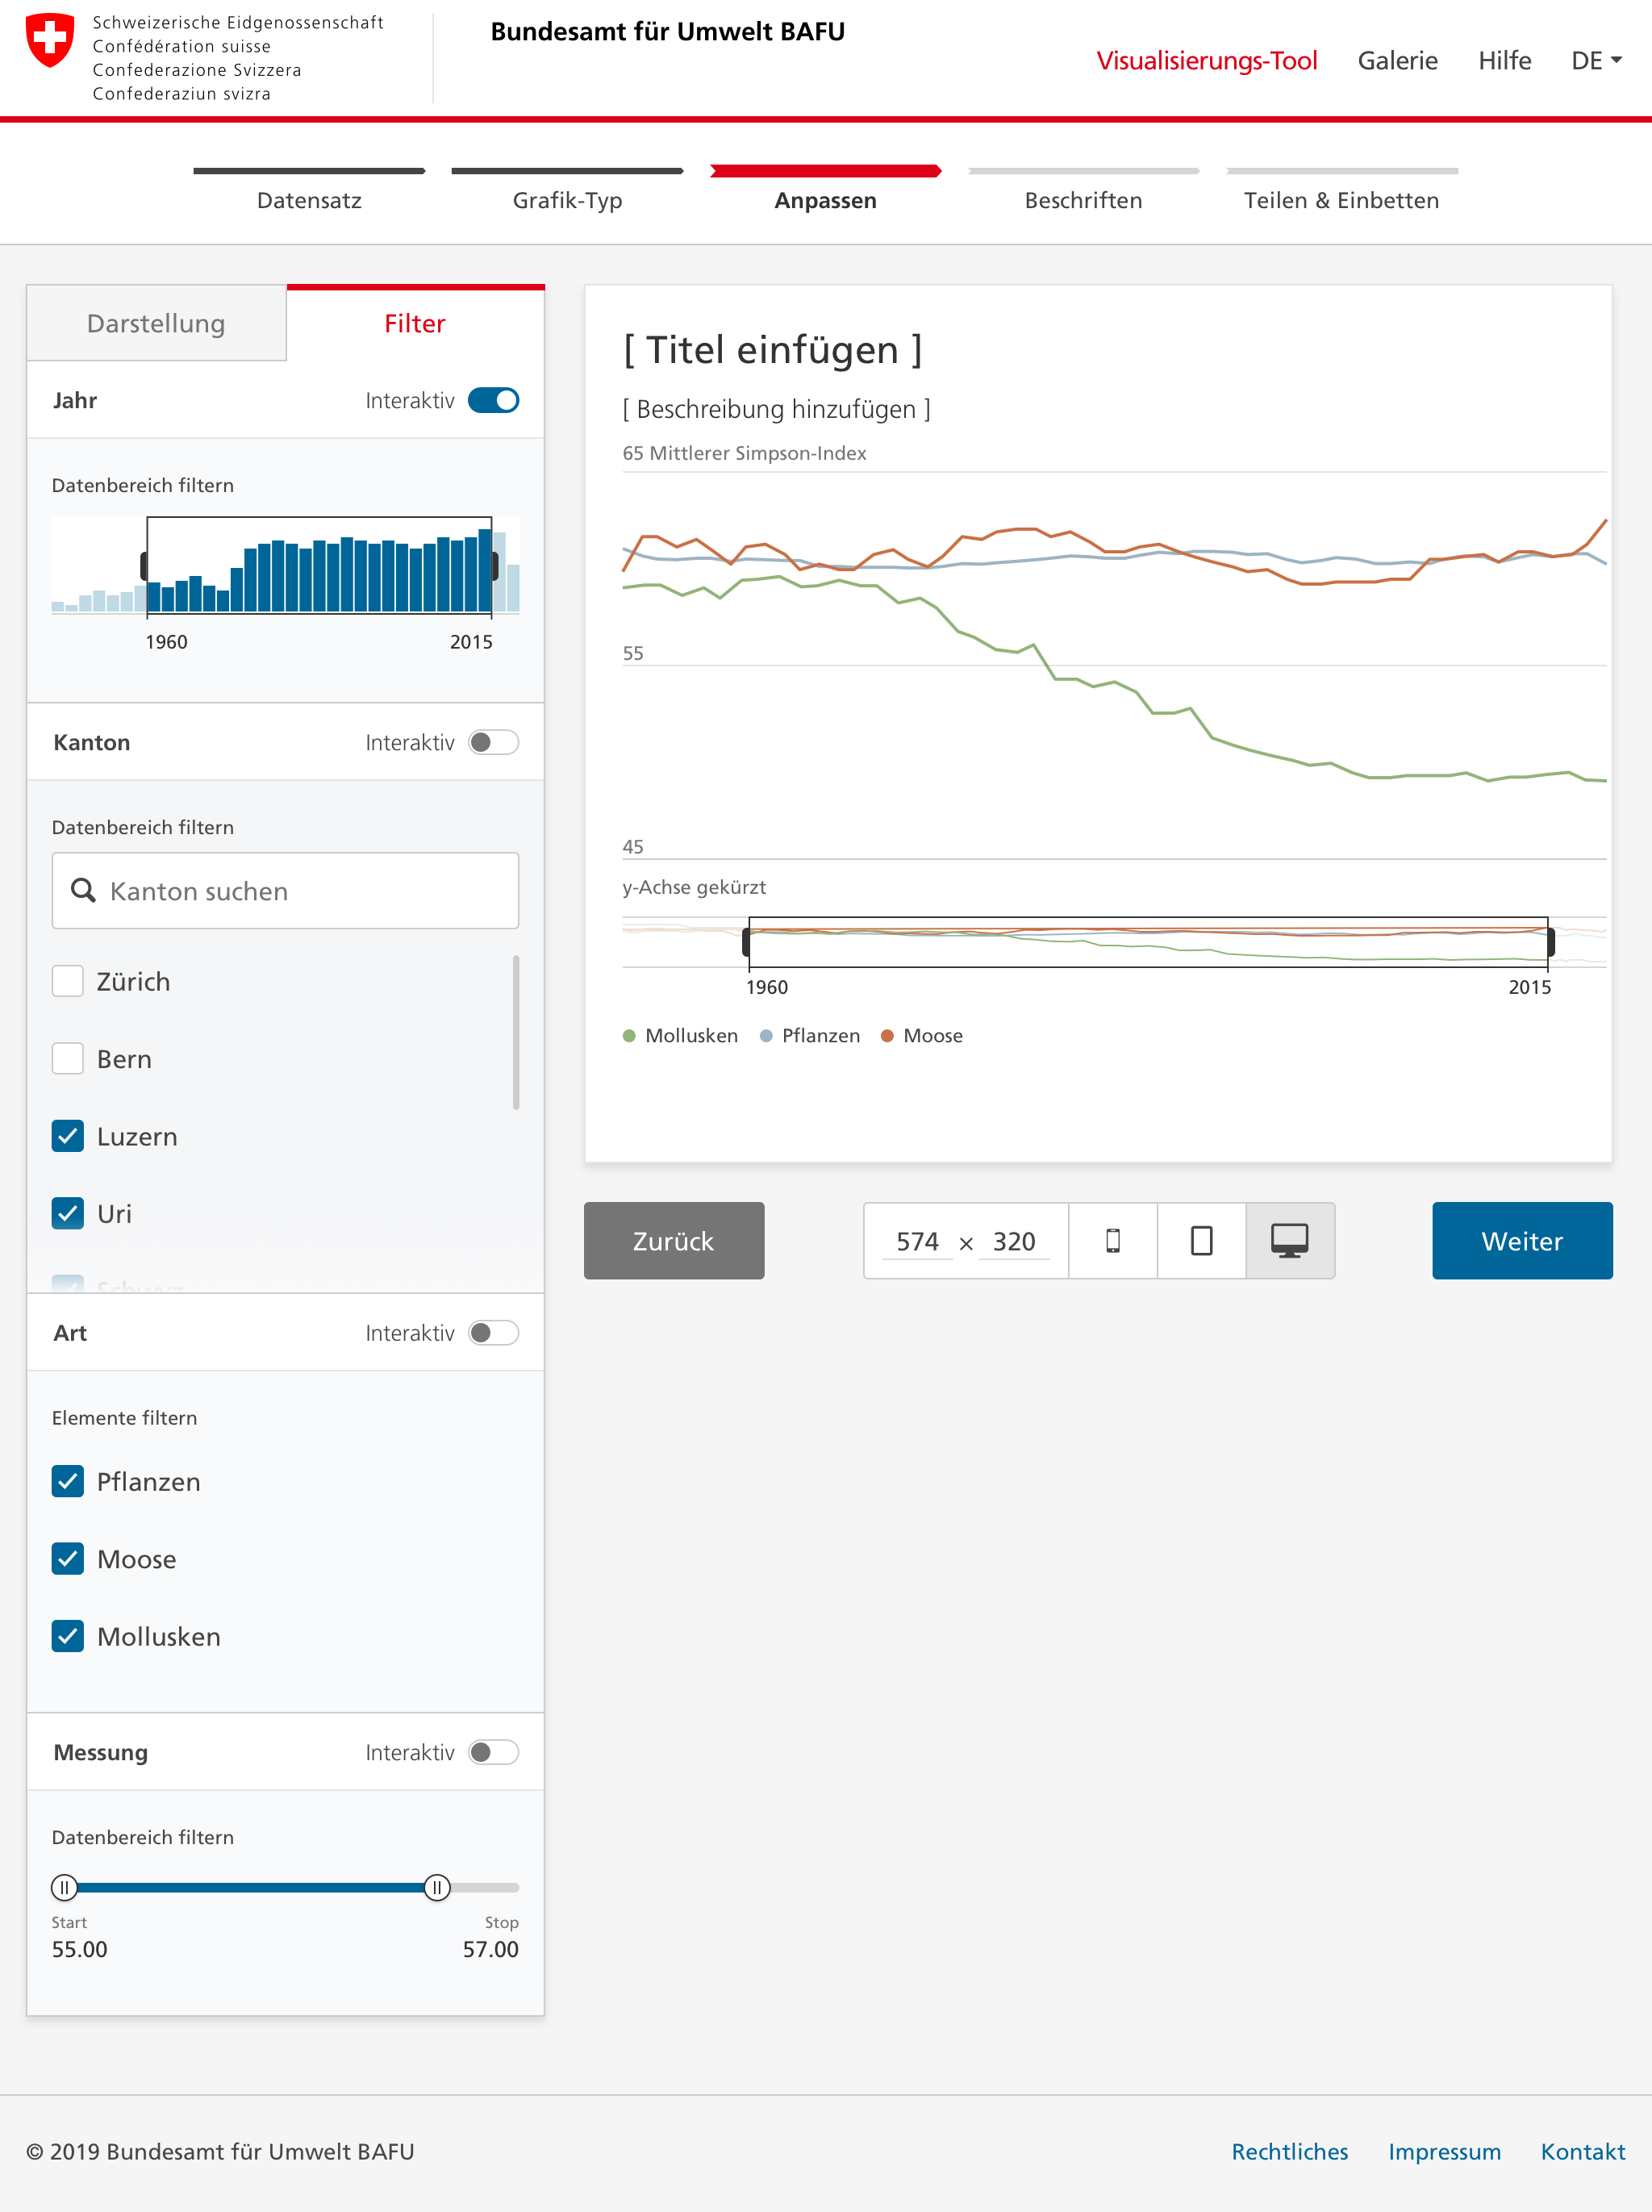 Schweizerische Eidgenossenschaft
Confédération suisse
Confederazione Svizzera
Confederaziun svizra
Bundesamt für Umwelt BAFU
Visualisierungs-Tool Galerie Hilfe DE
Datensatz Grafik-Typ Anpassen Beschriften Teilen & Einbetten
Darstellung Filter
Jahr Interaktiv
Datenbereich filtern
1960 2015
Kanton Interaktiv
Datenbereich filtern
Kanton suchen
Zürich
Bern
Luzern
Uri
Schwyz
Art Interaktiv
Elemente filtern
Pflanzen
Moose
Mollusken
Messung Interaktiv
Datenbereich filtern
Start Stop
55.00 57.00
[ Titel einfügen ]
[ Beschreibung hinzufügen ]
65 Mittlerer Simpson-Index
55
45
y-Achse gekürzt
1960 2015
Mollusken Pflanzen Moose
Zurück 574 × 320 Weiter
© 2019 Bundesamt für Umwelt BAFU Rechtliches Impressum Kontakt